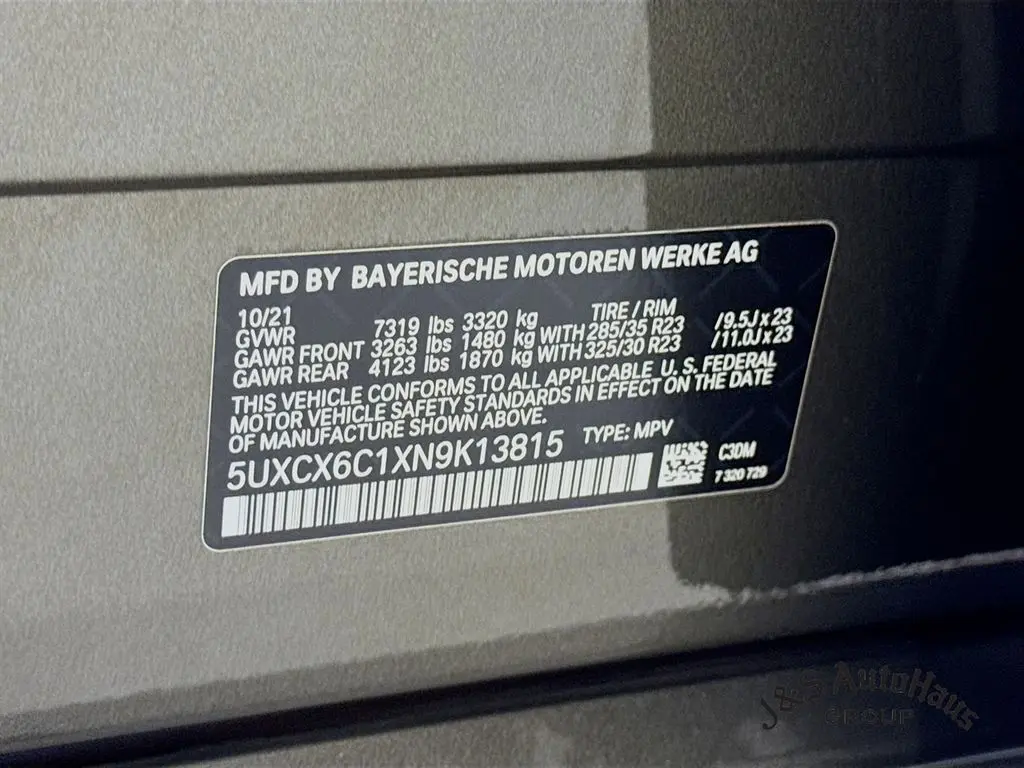 MFD BY BAYERISCHE MOTOREN WERKE AG
10/21 TIRE / RIM
GVWR 7319 lbs 3320 kg
GAWR FRONT 3263 lbs 1480 kg WITH 285/35 R23 /9.5J x 23
GAWR REAR 4123 lbs 1870 kg WITH 325/30 R23 /11.0J x 23
THIS VEHICLE CONFORMS TO ALL APPLICABLE U.S. FEDERAL
MOTOR VEHICLE SAFETY STANDARDS IN EFFECT ON THE DATE
OF MANUFACTURE SHOWN ABOVE.
5UXCX6C1XN9K13815 TYPE: MPV
C3DM
7 320 729
J&S AutoHaus
GROUP